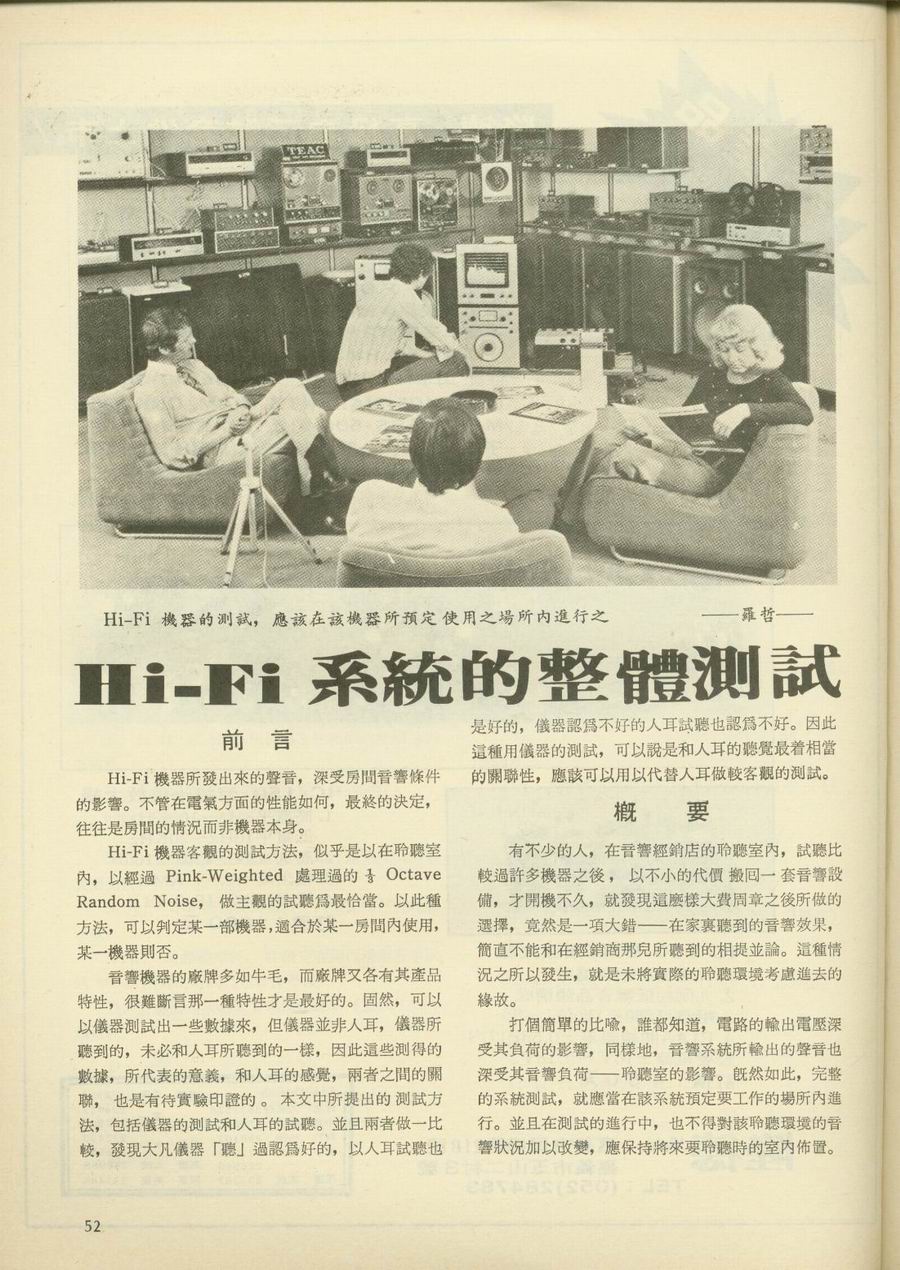 TEAC
Hi-Fi 機器的測試，應該在該機器所預定使用之場所內進行之
——羅哲——
Hi-Fi 系統的整體測試
前言
Hi-Fi 機器所發出來的聲音，深受房間音響條件
的影響。不管在電氣方面的性能如何，最終的決定，
往往是房間的情況而非機器本身。
Hi-Fi 機器客觀的測試方法，似乎是以在聆聽室
內，以經過 Pink-Weighted 處理過的 ⅓ Octave
Random Noise，做主觀的試聽爲最恰當。以此種
方法，可以判定某一部機器，適合於某一房間內使用，
某一機器則否。
音響機器的廠牌多如牛毛，而廠牌又各有其產品
特性，很難斷言那一種特性才是最好的。固然，可以
以儀器測試出一些數據來，但儀器並非人耳，儀器所
聽到的，未必和人耳所聽到的一樣，因此這些測得的
數據，所代表的意義，和人耳的感覺，兩者之間的關
聯，也是有待實驗印證的。本文中所提出的測試方
法，包括儀器的測試和人耳的試聽。並且兩者做一比
較，發現大凡儀器「聽」過認爲好的，以人耳試聽也
是好的，儀器認爲不好的人耳試聽也認爲不好。因此
這種用儀器的測試，可以說是和人耳的聽覺最着相當
的關聯性，應該可以用以代替人耳做較客觀的測試。
概要
有不少的人，在音響經銷店的聆聽室內，試聽比
較過許多機器之後，以不小的代價搬回一套音響設
備，才開機不久，就發現這麽樣大費周章之後所做的
選擇，竟然是一項大錯——在家裏聽到的音響效果，
簡直不能和在經銷商那兒所聽到的相提並論。這種情
況之所以發生，就是未將實際的聆聽環境考慮進去的
緣故。
打個簡單的比喩，誰都知道，電路的輸出電壓深
受其負荷的影響，同樣地，音響系統所輸出的聲音也
深受其音響負荷——聆聽室的影響。旣然如此，完整
的系統測試，就應當在該系統預定要工作的場所內進
行。並且在測試的進行中，也不得對該聆聽環境的音
響狀況加以改變，應保持將來要聆聽時的室內佈置。
52